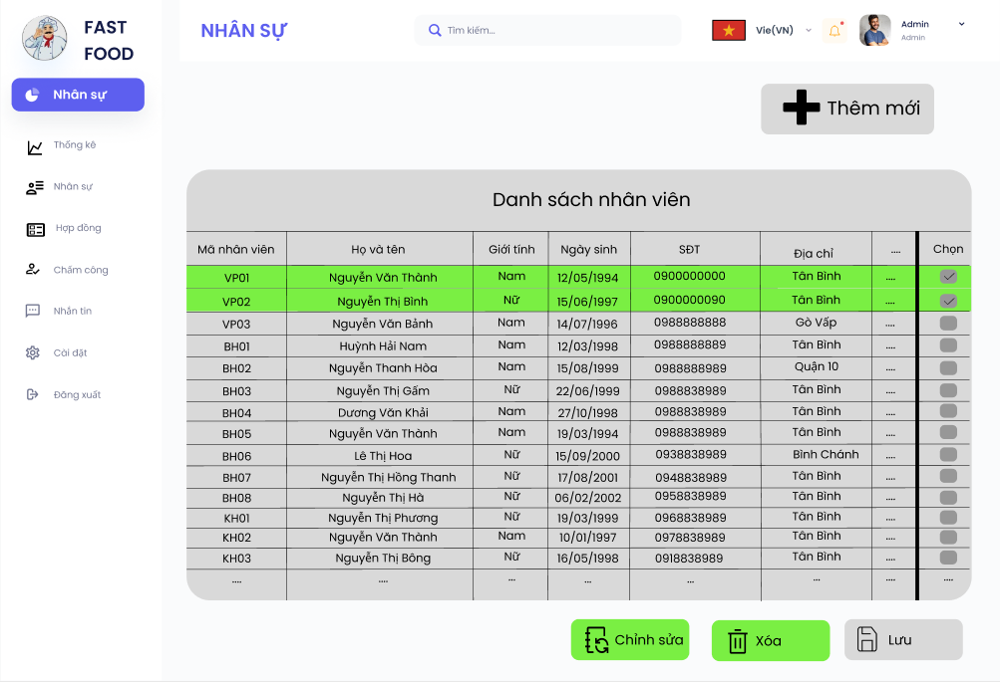 FAST
FOOD
NHÂN SỰ
Tìm kiếm...
Vie(VN)
Admin
Admin
Nhân sự
Thống kê
Nhân sự
Hợp đồng
Chấm công
Nhắn tin
Cài đặt
Đăng xuất
Thêm mới
Danh sách nhân viên
Mã nhân viên Họ và tên Giới tính Ngày sinh SĐT Địa chỉ .... Chọn
VP01 Nguyễn Văn Thành Nam 12/05/1994 0900000000 Tân Bình ....
VP02 Nguyễn Thị Bình Nữ 15/06/1997 0900000090 Tân Bình ....
VP03 Nguyễn Văn Bảnh Nam 14/07/1996 0988888888 Gò Vấp ....
BH01 Huỳnh Hải Nam Nam 12/03/1998 0988888889 Tân Bình ....
BH02 Nguyễn Thanh Hòa Nam 15/08/1999 0988888989 Quận 10 ....
BH03 Nguyễn Thị Gấm Nữ 22/06/1999 0988838989 Tân Bình ....
BH04 Dương Văn Khải Nam 27/10/1998 0988838989 Tân Bình ....
BH05 Nguyễn Văn Thành Nam 19/03/1994 0988838989 Tân Bình ....
BH06 Lê Thị Hoa Nữ 15/09/2000 0938838989 Bình Chánh ....
BH07 Nguyễn Thị Hồng Thanh Nữ 17/08/2001 0948838989 Tân Bình ....
BH08 Nguyễn Thị Hà Nữ 06/02/2002 0958838989 Tân Bình ....
KH01 Nguyễn Thị Phương Nữ 19/03/1999 0968838989 Tân Bình ....
KH02 Nguyễn Văn Thành Nam 10/01/1997 0978838989 Tân Bình ....
KH03 Nguyễn Thị Bông Nữ 16/05/1998 0918838989 Tân Bình ....
.... .... ... ... ... ... .... ....
Chỉnh sửa
Xóa
Lưu